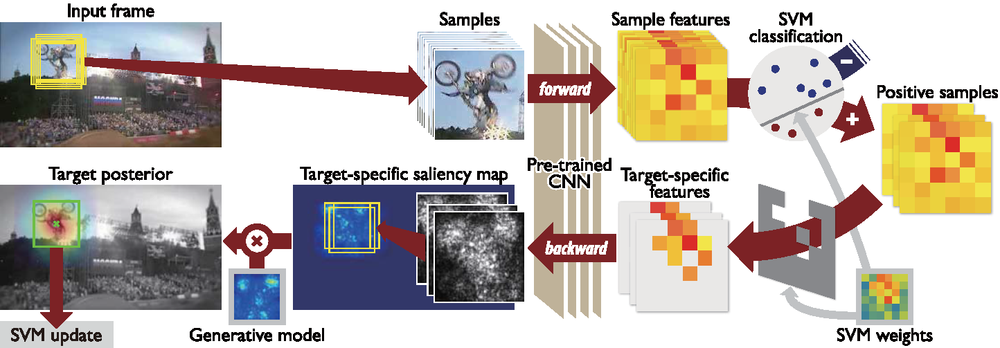 Input frame
Samples
Sample features
SVM
classification
-
Positive samples
forward
+
МОСКВА
Pre-trained
CNN
Target posterior
Target-specific saliency map
Target-specific
features
backward
SVM update
Generative model
SVM weights